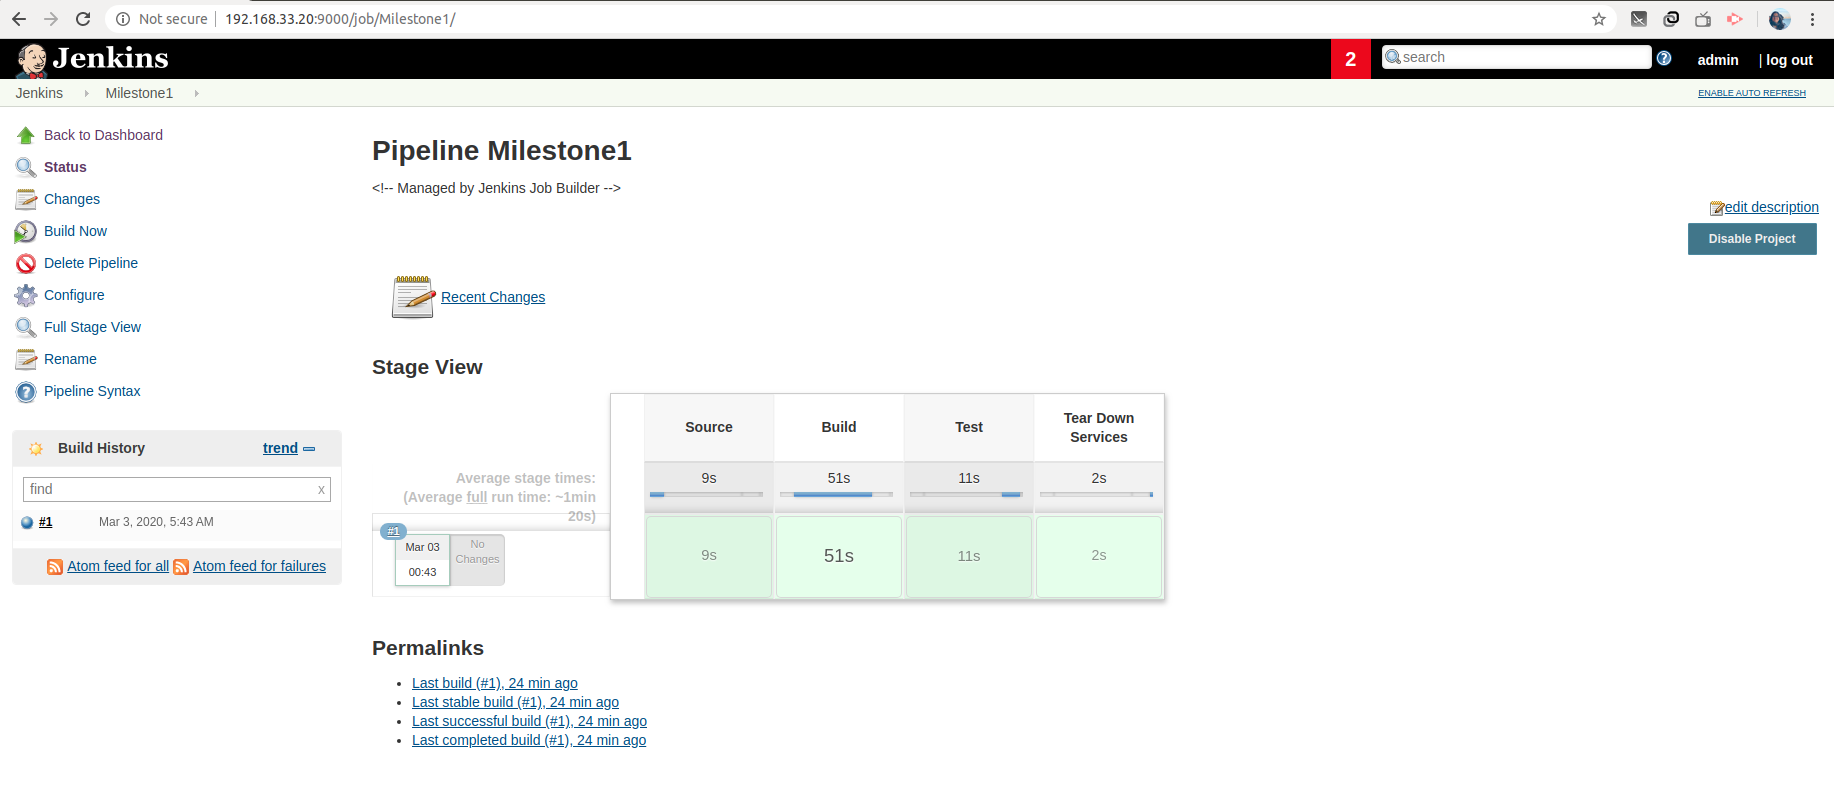 Not secure | 192.168.33.20:9000/job/Milestone1/
Jenkins
2
search
admin
| log out
Jenkins
Milestone1
ENABLE AUTO REFRESH
Back to Dashboard
Status
Changes
Build Now
Delete Pipeline
Configure
Full Stage View
Rename
Pipeline Syntax
Build History
trend
find
x
#1
Mar 3, 2020, 5:43 AM
Atom feed for all
Atom feed for failures
Pipeline Milestone1
<!-- Managed by Jenkins Job Builder -->
edit description
Disable Project
Recent Changes
Stage View
Source
Build
Test
Tear Down
Services
Average stage times:
(Average full run time: ~1min
20s)
9s
51s
11s
2s
#1
Mar 03
00:43
No
Changes
9s
51s
11s
2s
Permalinks
Last build (#1), 24 min ago
Last stable build (#1), 24 min ago
Last successful build (#1), 24 min ago
Last completed build (#1), 24 min ago